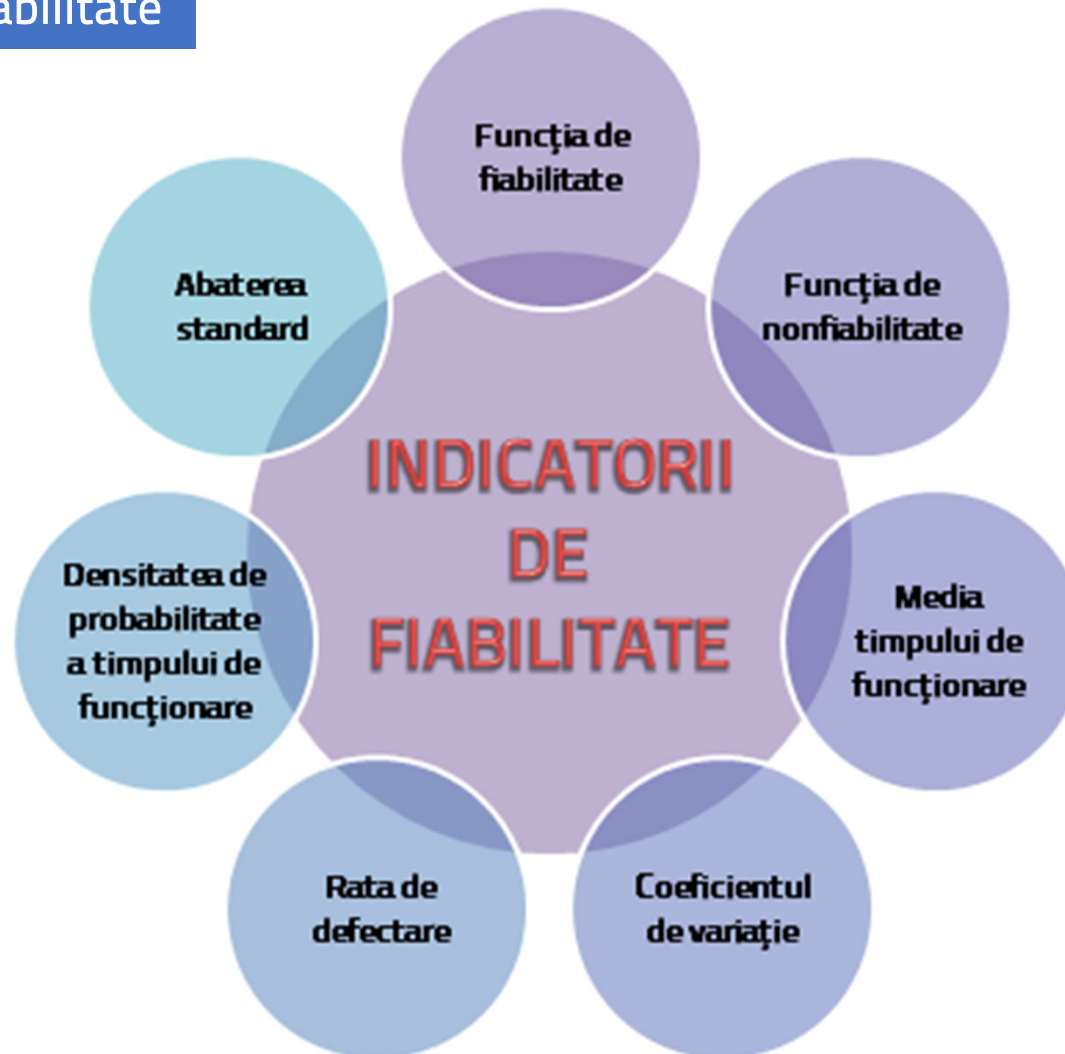 Funcţia de
fiabilitate
Funcţia de
nonfiabilitate
Media
timpului de
funcţionare
Coeficientul
de variaţie
Rata de
defectare
Densitatea de
probabilitate
a timpului de
funcţionare
Abaterea
standard
INDICATORII
DE
FIABILITATE